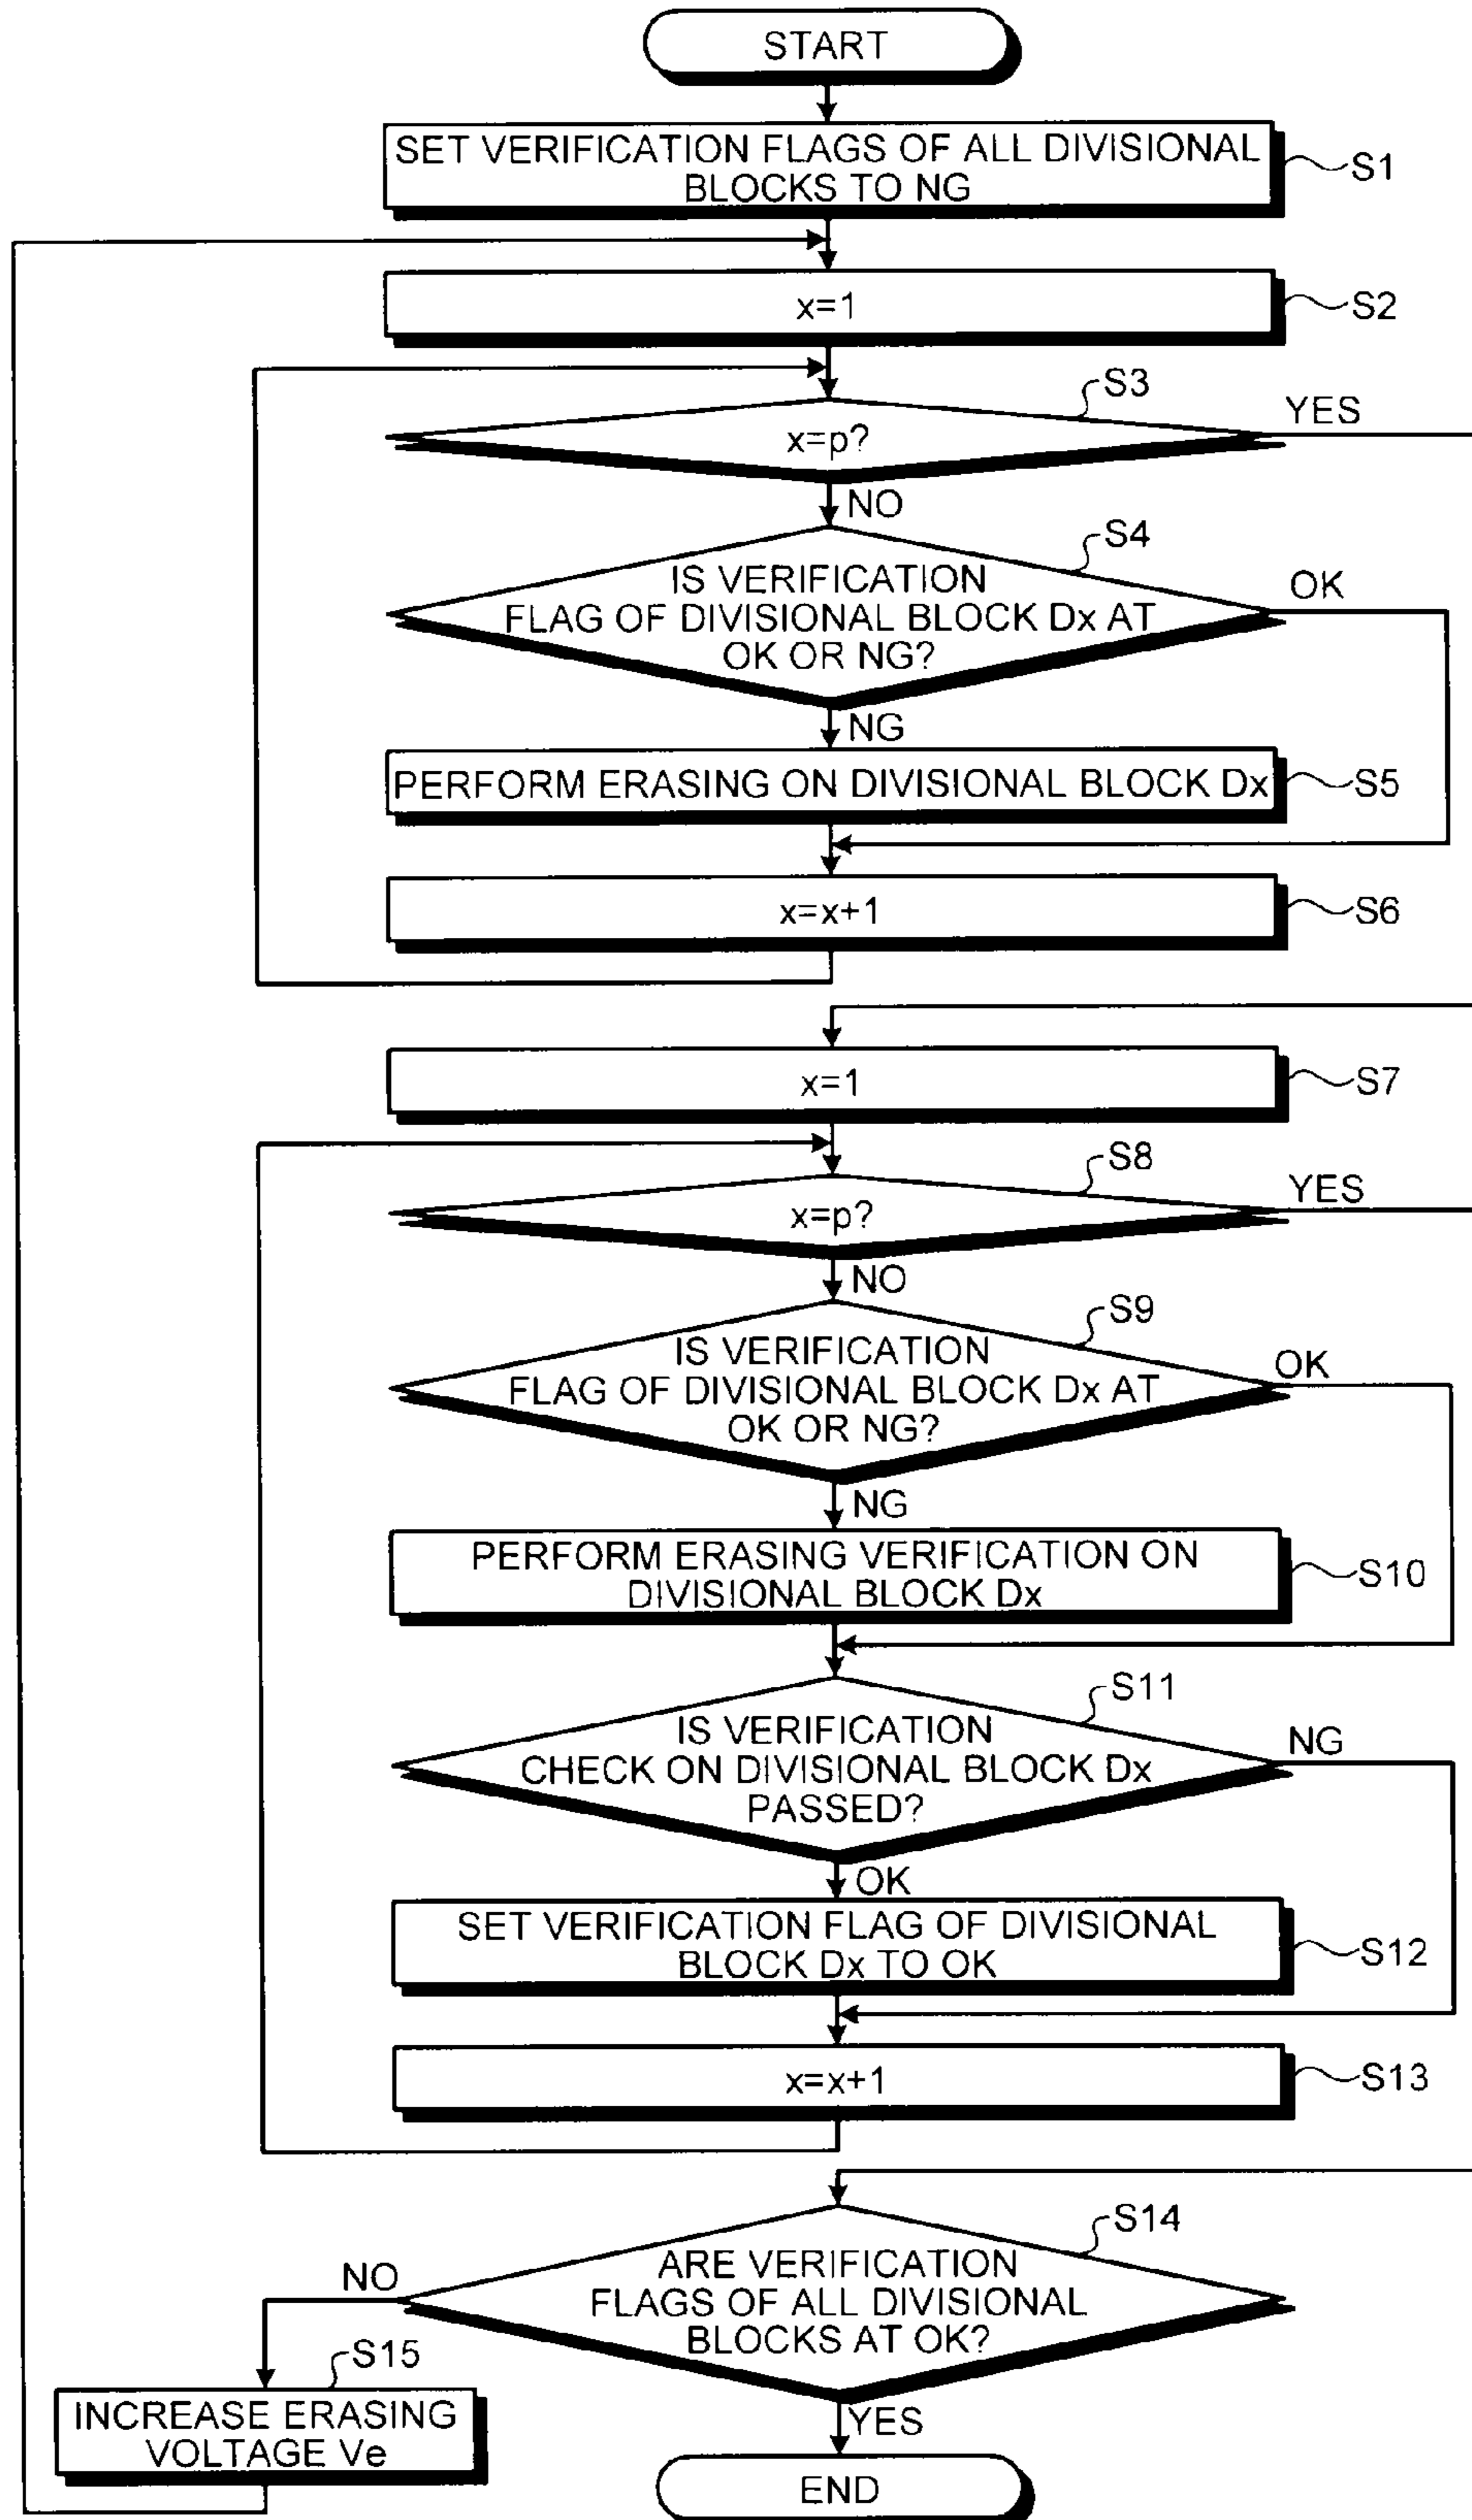 START
SET VERIFICATION FLAGS OF ALL DIVISIONAL
BLOCKS TO NG
S1
x=1
S2
S3
x=p?
YES
NO
S4
IS VERIFICATION
FLAG OF DIVISIONAL BLOCK Dx AT
OK OR NG?
OK
NG
PERFORM ERASING ON DIVISIONAL BLOCK Dx
S5
x=x+1
S6
x=1
S7
S8
x=p?
YES
NO
S9
IS VERIFICATION
FLAG OF DIVISIONAL BLOCK Dx AT
OK OR NG?
OK
NG
PERFORM ERASING VERIFICATION ON
DIVISIONAL BLOCK Dx
S10
S11
IS VERIFICATION
CHECK ON DIVISIONAL BLOCK Dx
PASSED?
NG
OK
SET VERIFICATION FLAG OF DIVISIONAL
BLOCK Dx TO OK
S12
x=x+1
S13
S14
ARE VERIFICATION
FLAGS OF ALL DIVISIONAL
BLOCKS AT OK?
NO
S15
INCREASE ERASING
VOLTAGE Ve
YES
END